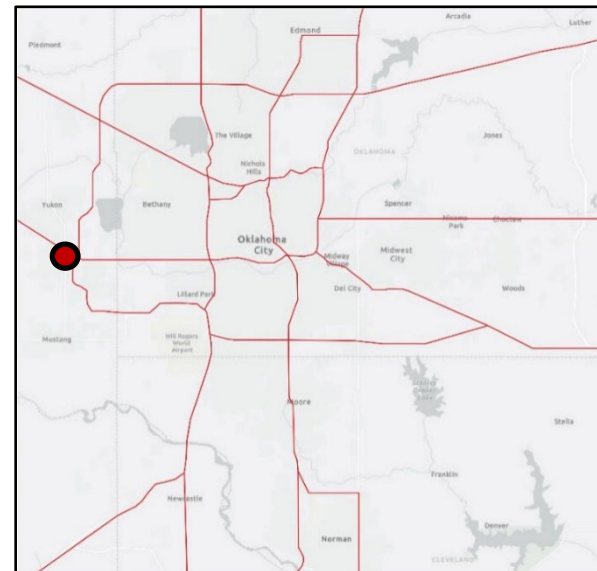 Arcadia
Luther
Edmond
Piedmont
The Village
Jones
OKLAHOMA
Nichols
Hills
Yukon
Bethany
Spencer
Nicoma
Park
Choctaw
Oklahoma
City
Midway
Village
Midwest
City
Del City
Woods
Lillard Park
Mustang
Will Rogers
World
Airport
Moore
Stella
Franklin
Newcastle
Denver
Norman
CLEVELAND